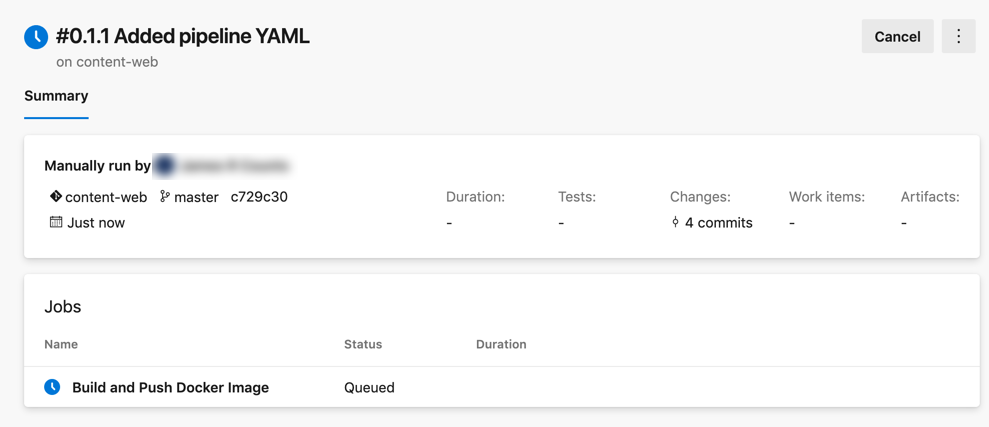 #0.1.1 Added pipeline YAML
Cancel
on content-web
Summary
Manually run by
content-web master c729c30
Just now
Duration: Tests: Changes: Work items: Artifacts:
- - 4 commits - -
Jobs
Name Status Duration
Build and Push Docker Image Queued